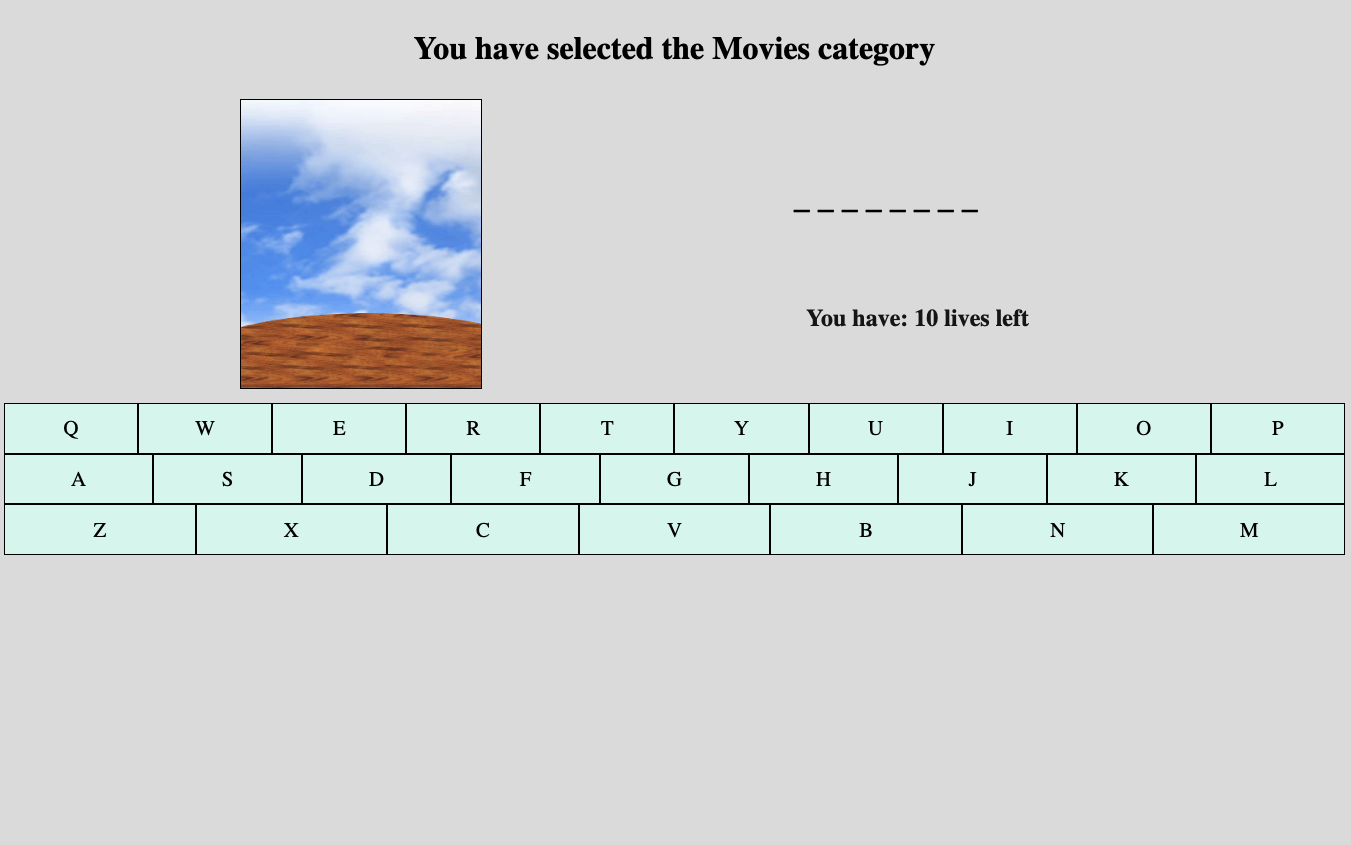 You have selected the Movies category
_ _ _ _ _ _ _ _
You have: 10 lives left
Q W E R T Y U I O P
A S D F G H J K L
Z X C V B N M